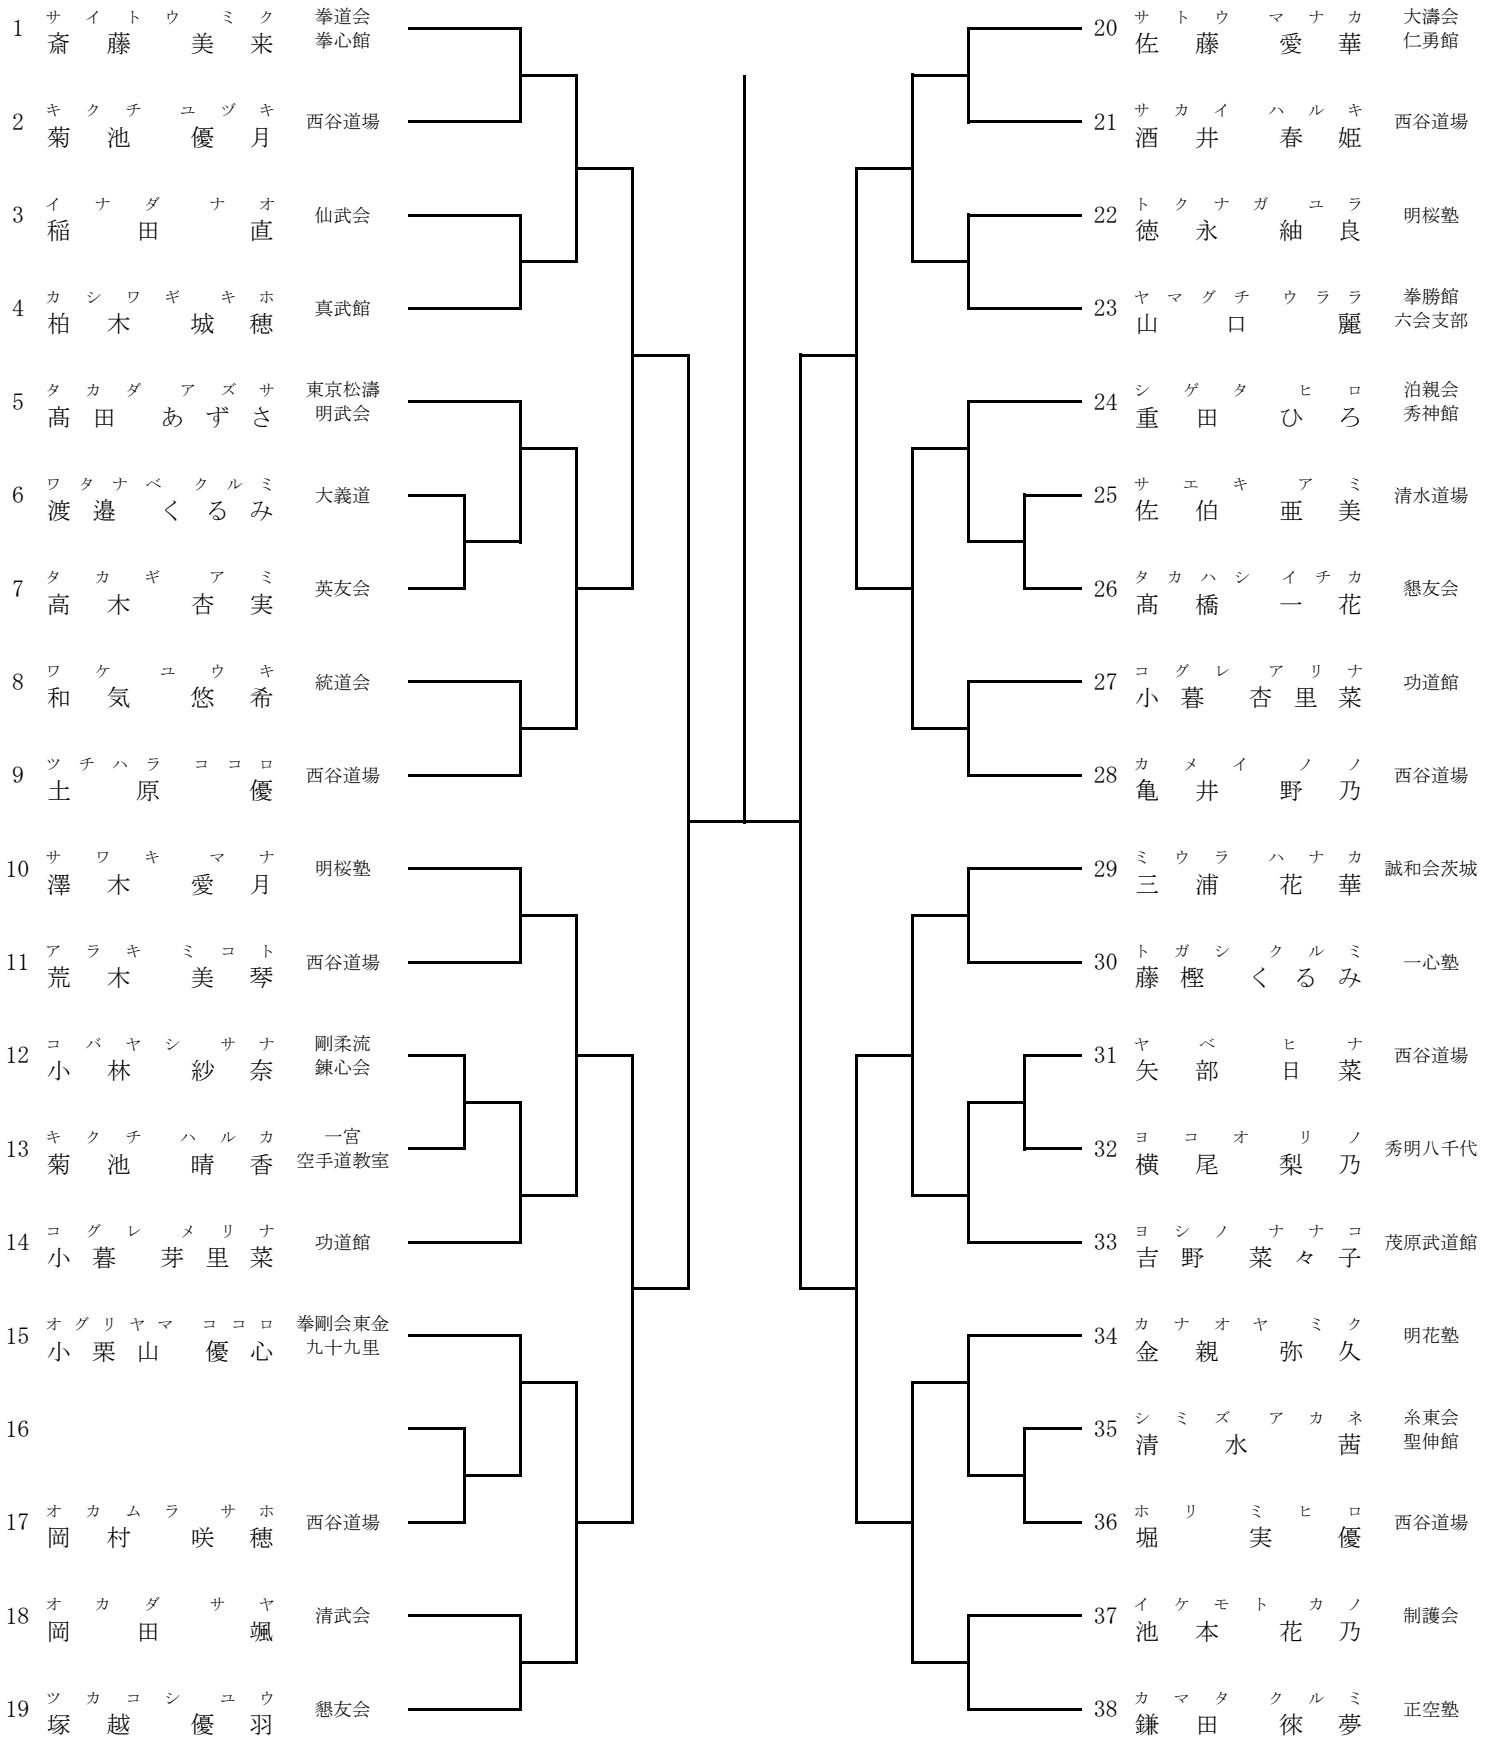 サイトウ ミク 拳道会
1 斎藤 美来 拳心館
キクチ ユヅキ
2 菊池 優月 西谷道場
イナダ ナオ
3 稲田 直 仙武会
カシワギ キホ
4 柏木 城穂 真武館
タカダ アズサ 東京松濤
5 髙田 あずさ 明武会
ワタナベ クルミ
6 渡邉 くるみ 大義道
タカギ アミ
7 高木 杏実 英友会
ワケ ユウキ
8 和気 悠希 統道会
ツチハラ ココロ
9 土原 優 西谷道場
サワキ マナ
10 澤木 愛月 明桜塾
アラキ ミコト
11 荒木 美琴 西谷道場
コバヤシ サナ 剛柔流
12 小林 紗奈 錬心会
キクチ ハルカ 一宮
13 菊池 晴香 空手道教室
コグレ メリナ
14 小暮 芽里菜 功道館
オグリヤマ ココロ 拳剛会東金
15 小栗山 優心 九十九里
16
オカムラ サホ
17 岡村 咲穂 西谷道場
オカダ サヤ
18 岡田 颯 清武会
ツカコシ ユウ
19 塚越 優羽 懇友会
サトウ マナカ 大濤会
20 佐藤 愛華 仁勇館
サカイ ハルキ
21 酒井 春姫 西谷道場
トクナガ ユラ
22 徳永 紬良 明桜塾
ヤマグチ ウララ 拳勝館
23 山口 麗 六会支部
シゲタ ヒロ 泊親会
24 重田 ひろ 秀神館
サエキ アミ
25 佐伯 亜美 清水道場
タカハシ イチカ
26 髙橋 一花 懇友会
コグレ アリナ
27 小暮 杏里菜 功道館
カメイ ノノ
28 亀井 野乃 西谷道場
ミウラ ハナカ
29 三浦 花華 誠和会茨城
トガシ クルミ
30 藤樫 くるみ 一心塾
ヤベ ヒナ
31 矢部 日菜 西谷道場
ヨコオ リノ
32 横尾 梨乃 秀明八千代
ヨシノ ナナコ
33 吉野 菜々子 茂原武道館
カナオヤ ミク
34 金親 弥久 明花塾
シミズ アカネ 糸東会
35 清水 茜 聖伸館
ホリ ミヒロ
36 堀 実優 西谷道場
イケモト カノ
37 池本 花乃 制護会
カマタ クルミ
38 鎌田 徠夢 正空塾